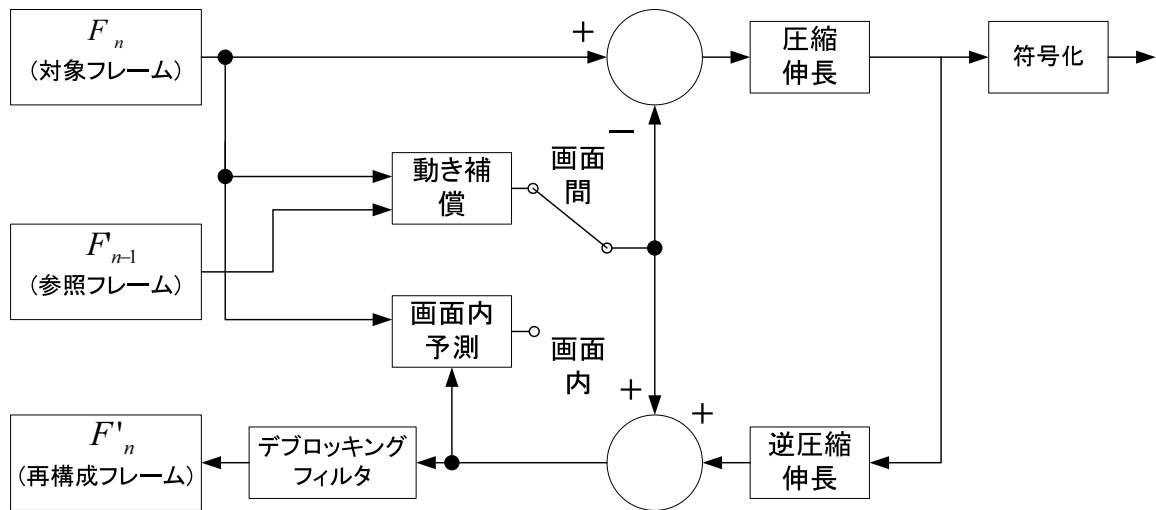 F n
(対象フレーム)
+
圧縮
伸長
符号化
−
動き補
償
画面
間
F n-1
(参照フレーム)
画面内
予測
画面
内
+
+
F' n
(再構成フレーム)
デブロッキング
フィルタ
逆圧縮
伸長